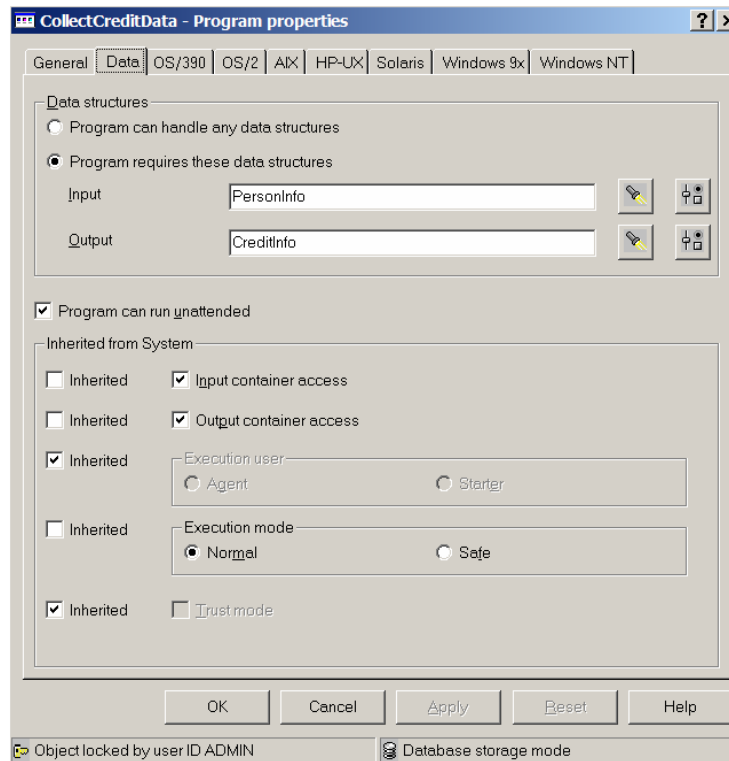 CollectCreditData - Program properties
General Data OS/390 OS/2 AIX HP-UX Solaris Windows 9x Windows NT
Data structures
Program can handle any data structures
Program requires these data structures
Input PersonInfo
Output CreditInfo
Program can run unattended
Inherited from System
Inherited Input container access
Inherited Output container access
Inherited Execution user
Agent Starter
Inherited Execution mode
Normal Safe
Inherited Trust mode
OK Cancel Apply Reset Help
Object locked by user ID ADMIN Database storage mode